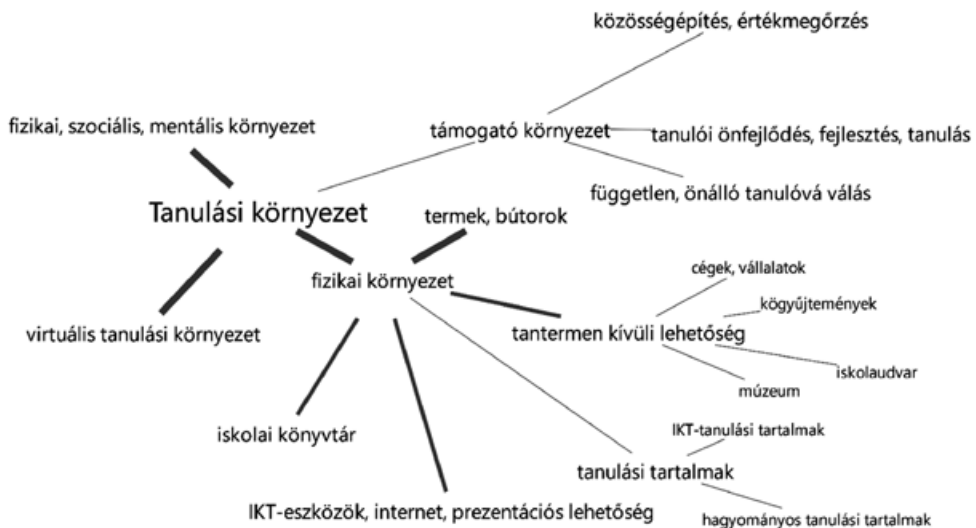 közösségépítés, értékmegőrzés
fizikai, szociális, mentális környezet
támogató környezet
tanulói önfejlődés, fejlesztés, tanulás
független, önálló tanulóvá válás
Tanulási környezet
termek, bútorok
fizikai környezet
cégek, vállalatok
kögyűjtemények
virtuális tanulási környezet
tantermen kívüli lehetőség
iskolaudvar
múzeum
iskolai könyvtár
IKT-tanulási tartalmak
tanulási tartalmak
IKT-eszközök, internet, prezentációs lehetőség
hagyományos tanulási tartalmak